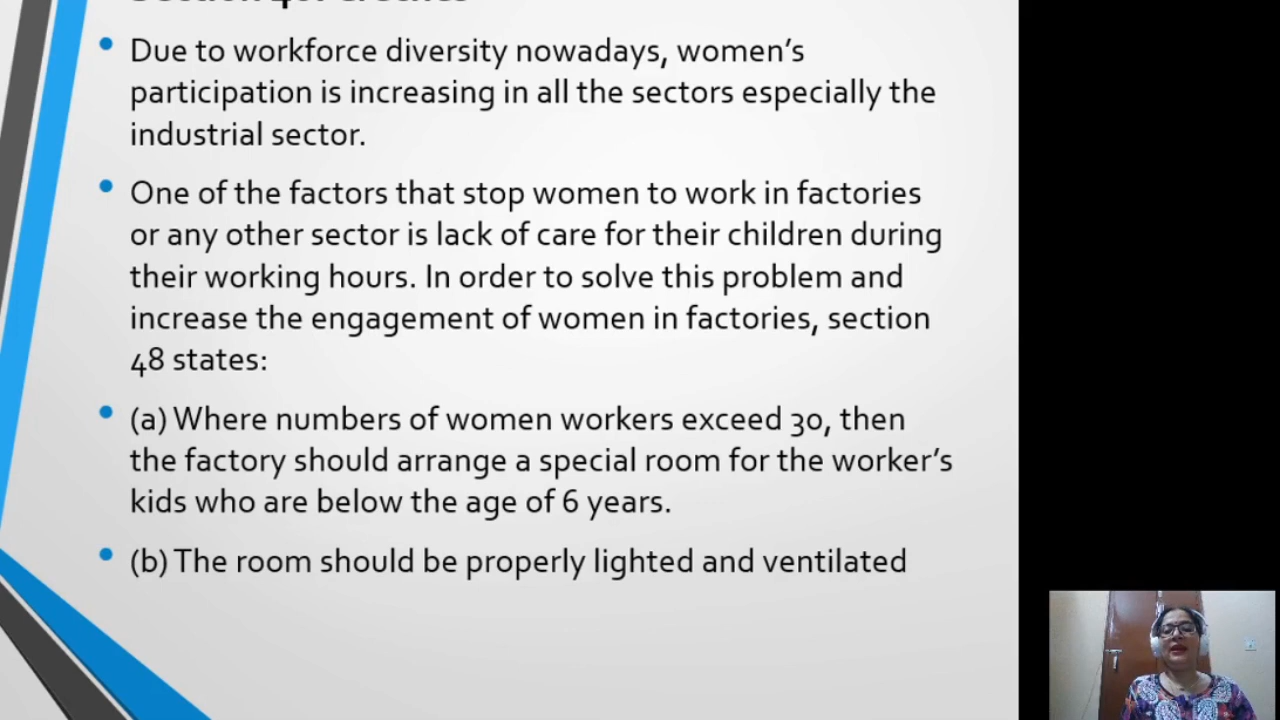 Due to workforce diversity nowadays, women’s
participation is increasing in all the sectors especially the
industrial sector.
One of the factors that stop women to work in factories
or any other sector is lack of care for their children during
their working hours. In order to solve this problem and
increase the engagement of women in factories, section
48 states:
(a) Where numbers of women workers exceed 30, then
the factory should arrange a special room for the worker’s
kids who are below the age of 6 years.
(b) The room should be properly lighted and ventilated